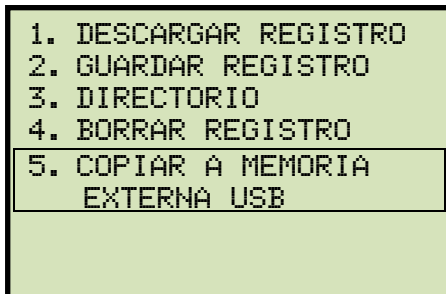 1. DESCARGAR REGISTRO
2. GUARDAR REGISTRO
3. DIRECTORIO
4. BORRAR REGISTRO
5. COPIAR A MEMORIA
EXTERNA USB